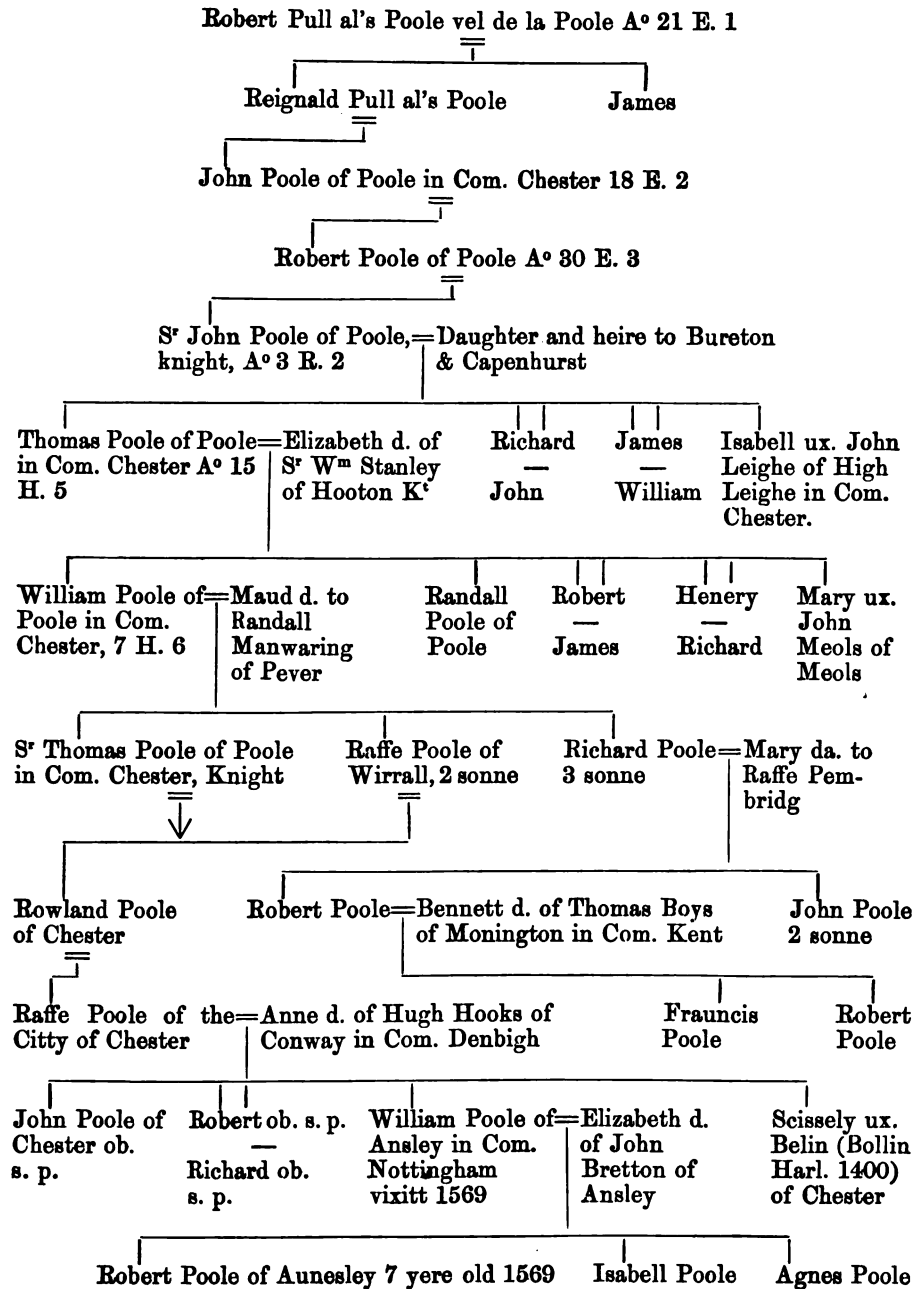 Robert Pull al's Poole vel de la Poole Aº 21 E. 1
Reignald Pull al's Poole
James
John Poole of Poole in Com. Chester 18 E. 2
Robert Poole of Poole Aº 30 E. 3
Sʳ John Poole of Poole,
knight, Aº 3 R. 2
=Daughter and heire to Bureton
& Capenhurst
Thomas Poole of Poole
in Com. Chester Aº 15
H. 5
=Elizabeth d. of
Sʳ Wᵐ Stanley
of Hooton Kᵗ
Richard
—
John
James
—
William
Isabell ux. John
Leighe of High
Leighe in Com.
Chester.
William Poole of
Poole in Com.
Chester, 7 H. 6
=Maud d. to
Randall
Manwaring
of Pever
Randall
Poole of
Poole
Robert
—
James
Henery
—
Richard
Mary ux.
John
Meols of
Meols
Sʳ Thomas Poole of Poole
in Com. Chester, Knight
Raffe Poole of
Wirrall, 2 sonne
Richard Poole
3 sonne
=Mary da. to
Raffe Pem-
bridg
Rowland Poole
of Chester
Robert Poole
=Bennett d. of Thomas Boys
of Monington in Com. Kent
John Poole
2 sonne
Raffe Poole of the
Citty of Chester
=Anne d. of Hugh Hooks of
Conway in Com. Denbigh
Frauncis
Poole
Robert
Poole
John Poole of
Chester ob.
s. p.
Robert ob. s. p.
—
Richard ob.
s. p.
William Poole of
Ansley in Com.
Nottingham
vixitt 1569
=Elizabeth d.
of John
Bretton of
Ansley
Scissely ux.
Belin (Bollin
Harl. 1400)
of Chester
Robert Poole of Aunesley 7 yere old 1569
Isabell Poole
Agnes Poole